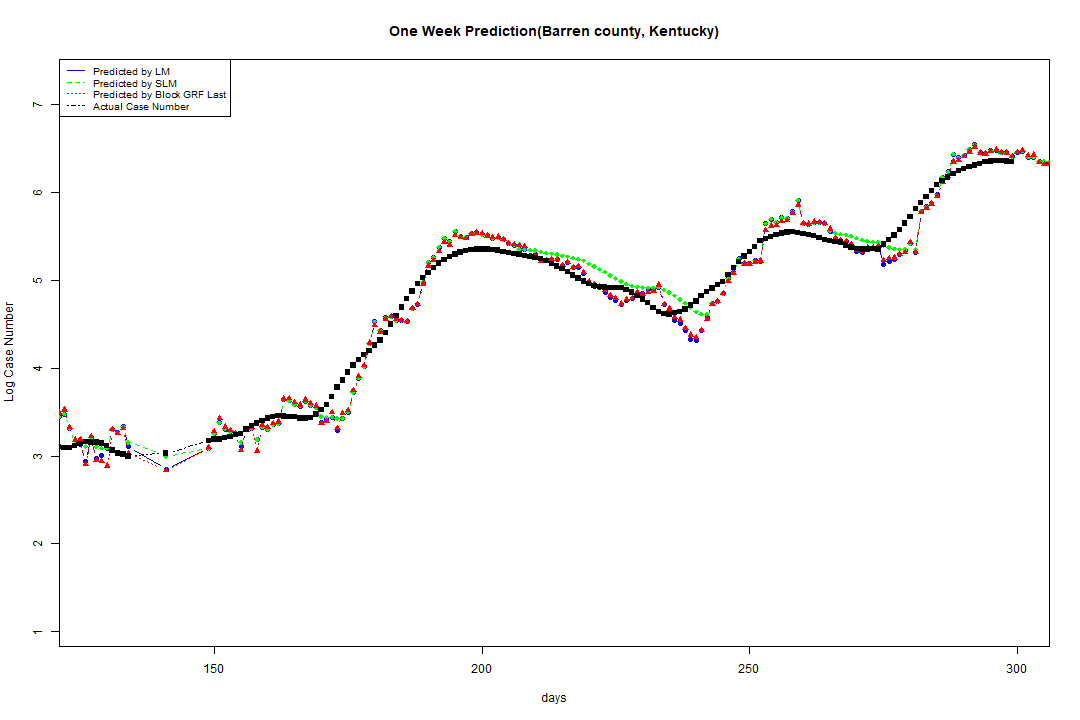 One Week Prediction(Barren county, Kentucky)
Predicted by LM
Predicted by SLM
Predicted by Block GRF Last
Actual Case Number
7
6
5
4
3
2
1
Log Case Number
150 200 250 300
days